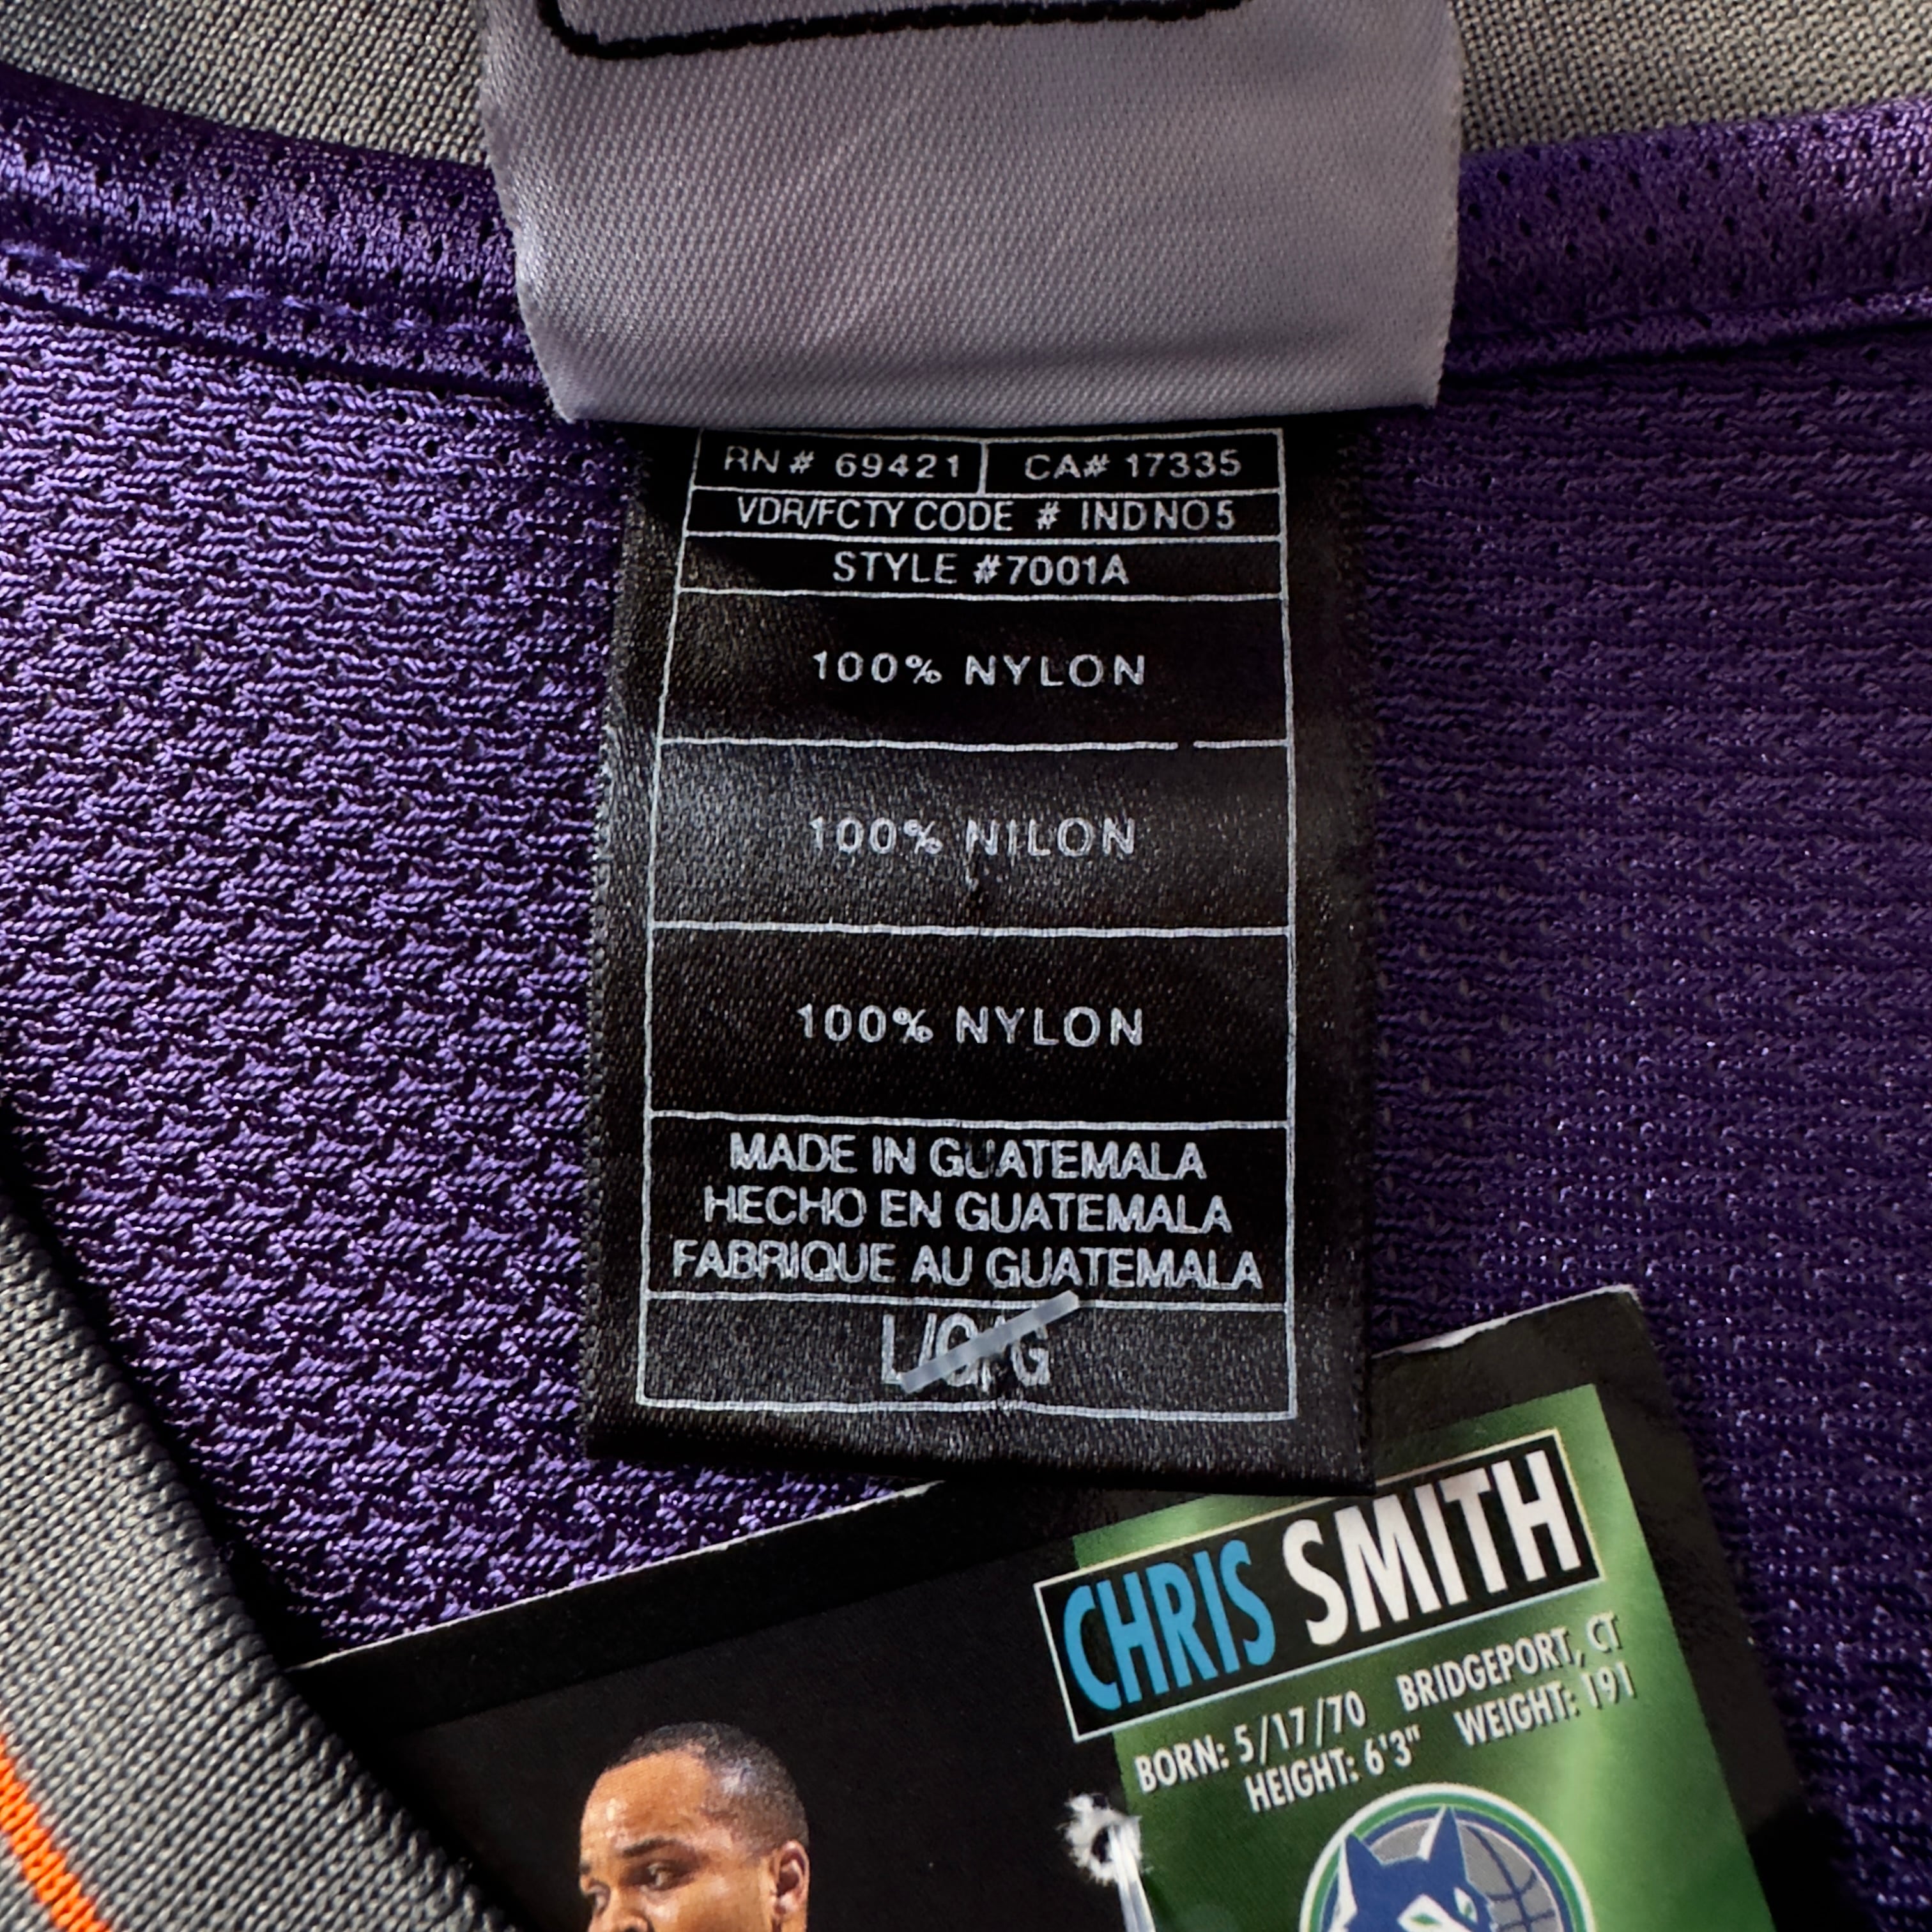 RN # 69421 CA# 17335
VDR/FCTY CODE # INDNO5
STYLE #7001A
100% NYLON
100% NILON
100% NYLON
MADE IN GUATEMALA
HECHO EN GUATEMALA
FABRIQUE AU GUATEMALA
L/G/G
CHRIS SMITH
BORN: 5/17/70 BRIDGEPORT, CT
HEIGHT: 6'3" WEIGHT: 191